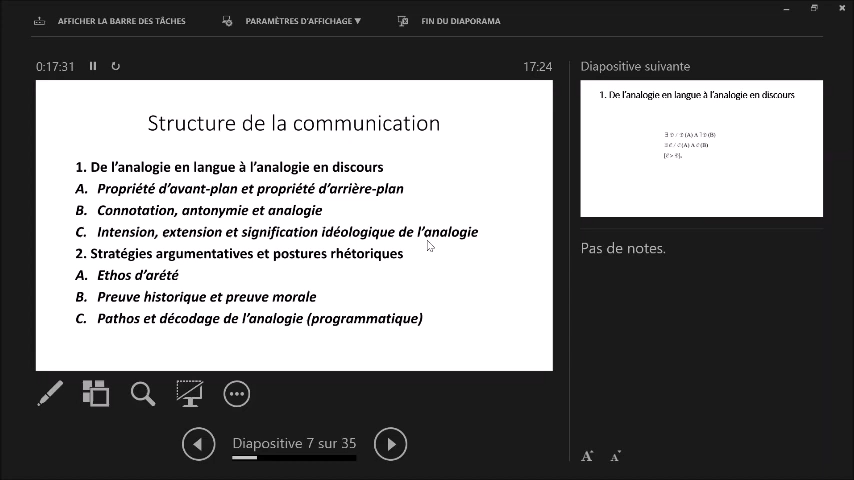 AFFICHER LA BARRE DES TÂCHES
PARAMÈTRES D'AFFICHAGE ▼
FIN DU DIAPORAMA
0:17:31
17:24
Structure de la communication
1. De l'analogie en langue à l'analogie en discours
A. Propriété d'avant-plan et propriété d'arrière-plan
B. Connotation, antonymie et analogie
C. Intension, extension et signification idéologique de l'analogie
2. Stratégies argumentatives et postures rhétoriques
A. Ethos d'arété
B. Preuve historique et preuve morale
C. Pathos et décodage de l'analogie (programmatique)
Diapositive 7 sur 35
Diapositive suivante
1. De l'analogie en langue à l'analogie en discours
Pas de notes.
A A